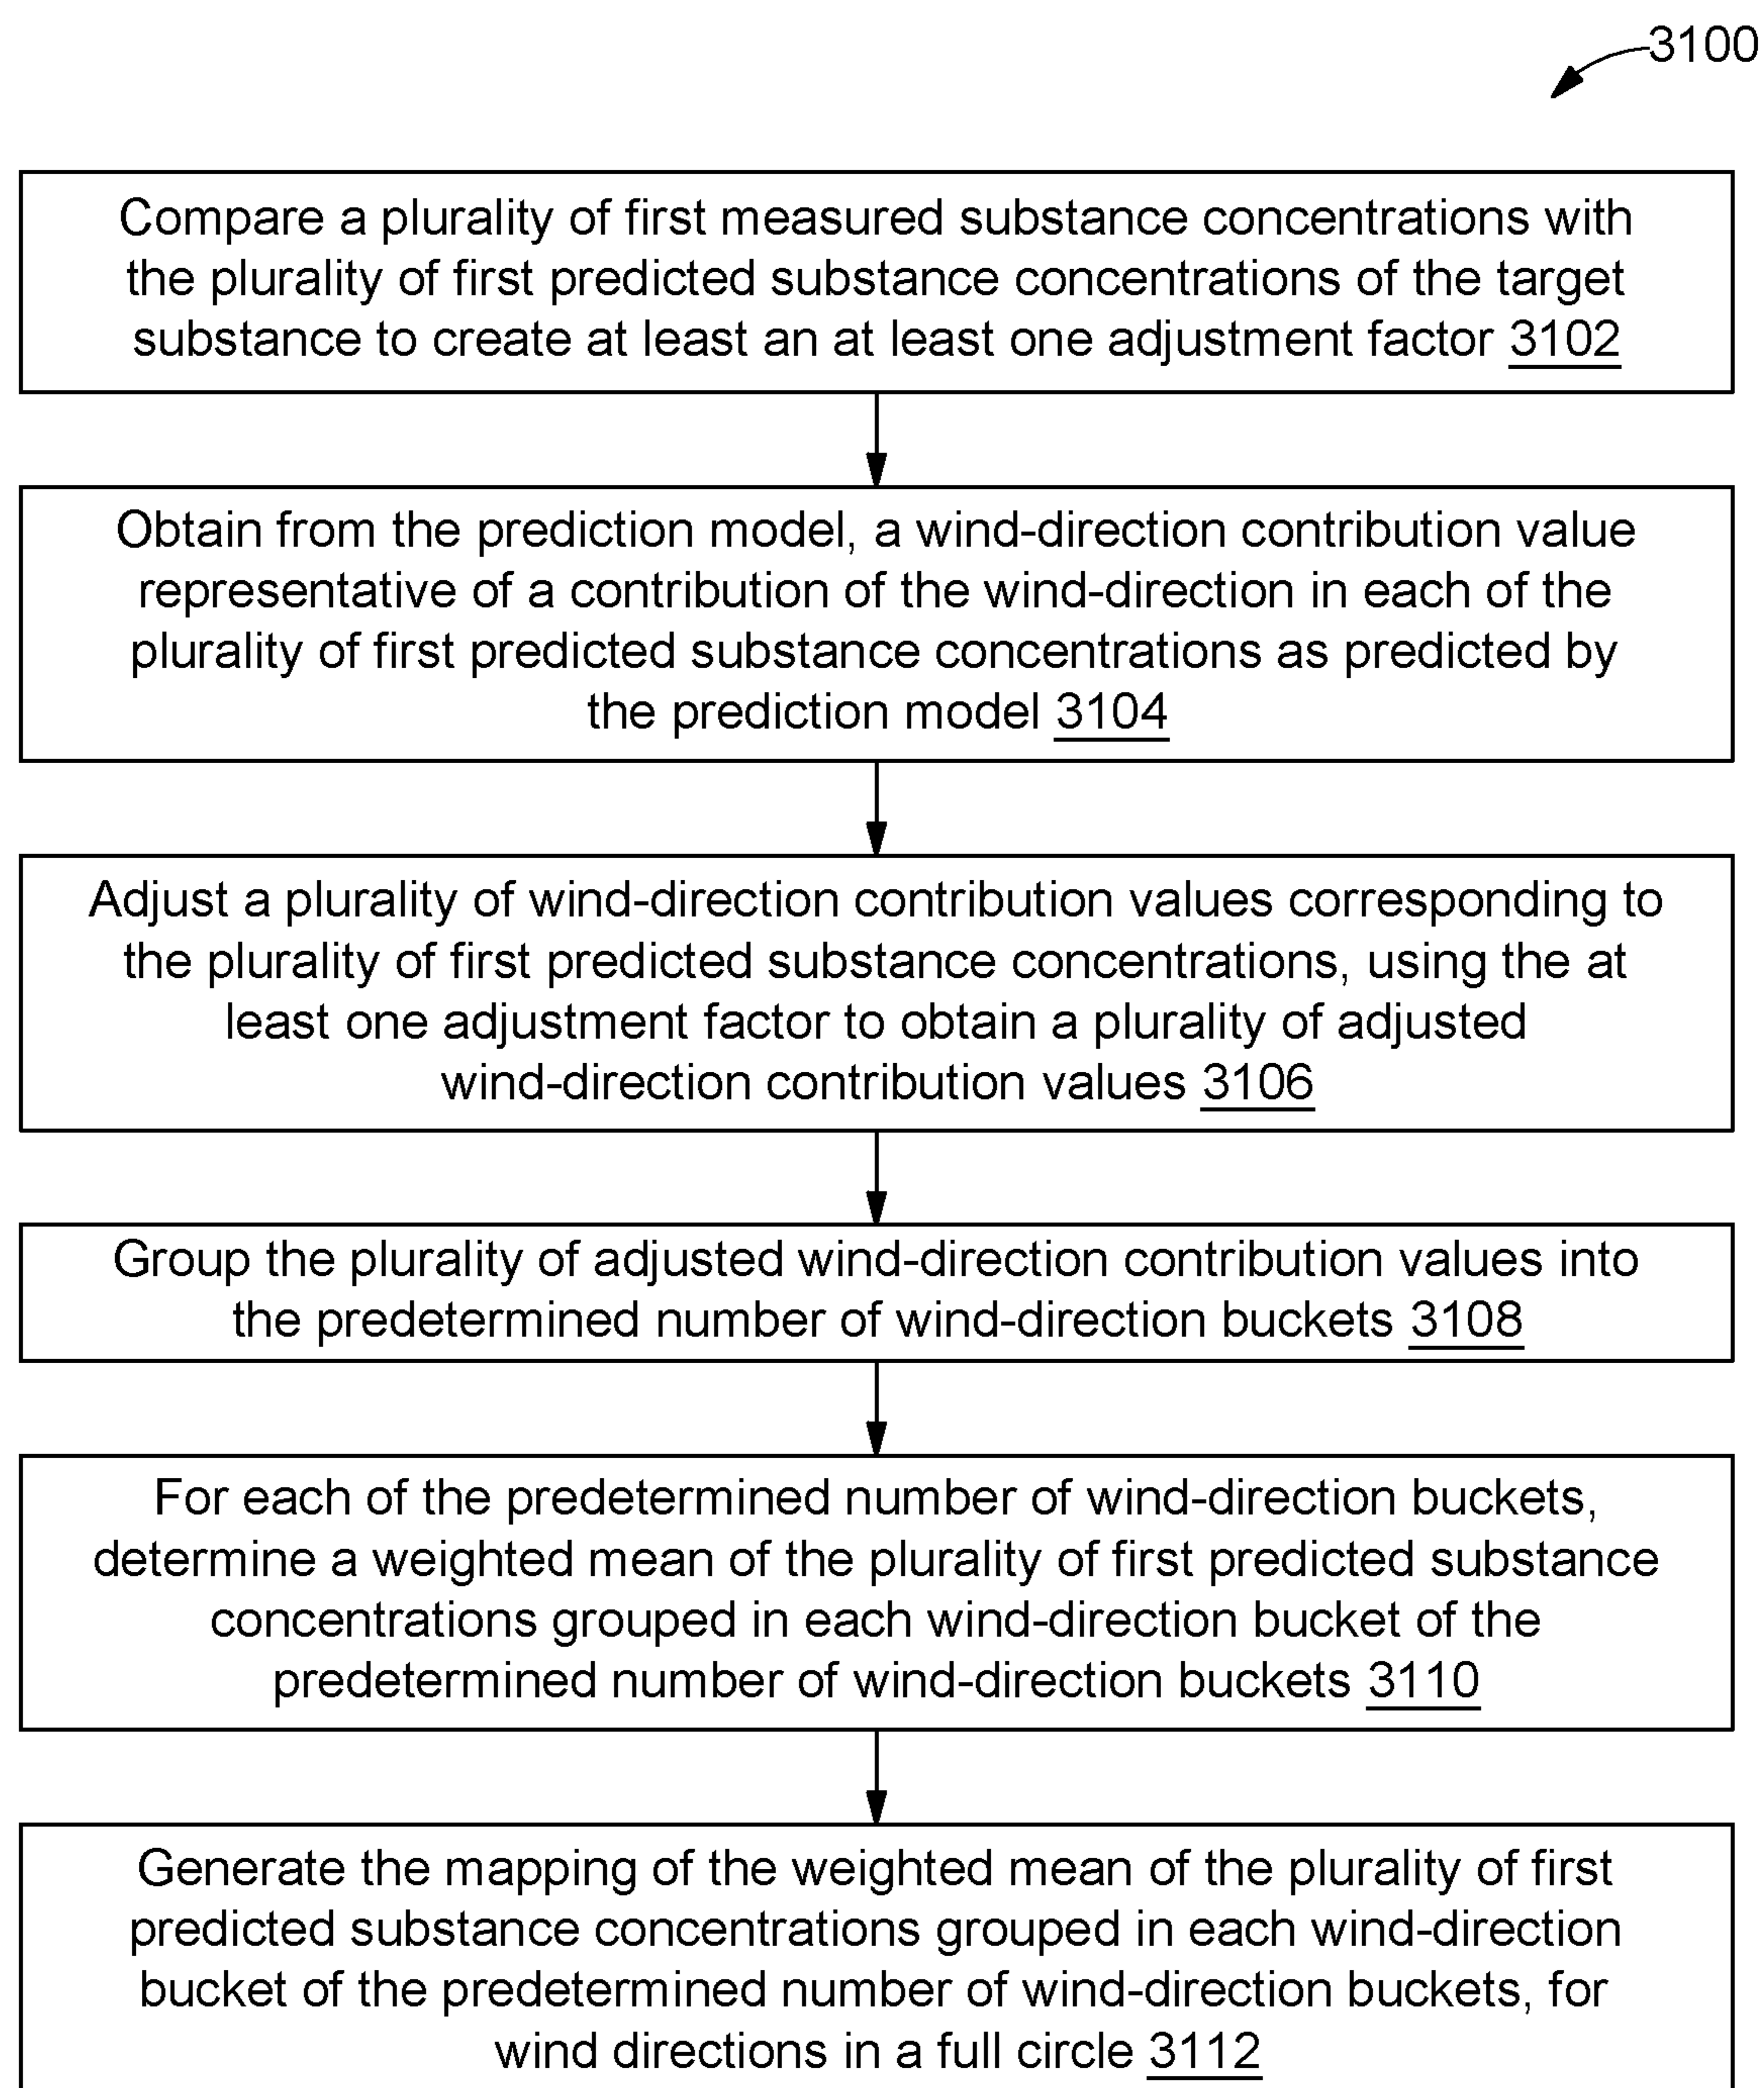 3100
Compare a plurality of first measured substance concentrations with
the plurality of first predicted substance concentrations of the target
substance to create at least an at least one adjustment factor 3102
Obtain from the prediction model, a wind-direction contribution value
representative of a contribution of the wind-direction in each of the
plurality of first predicted substance concentrations as predicted by
the prediction model 3104
Adjust a plurality of wind-direction contribution values corresponding to
the plurality of first predicted substance concentrations, using the at
least one adjustment factor to obtain a plurality of adjusted
wind-direction contribution values 3106
Group the plurality of adjusted wind-direction contribution values into
the predetermined number of wind-direction buckets 3108
For each of the predetermined number of wind-direction buckets,
determine a weighted mean of the plurality of first predicted substance
concentrations grouped in each wind-direction bucket of the
predetermined number of wind-direction buckets 3110
Generate the mapping of the weighted mean of the plurality of first
predicted substance concentrations grouped in each wind-direction
bucket of the predetermined number of wind-direction buckets, for
wind directions in a full circle 3112